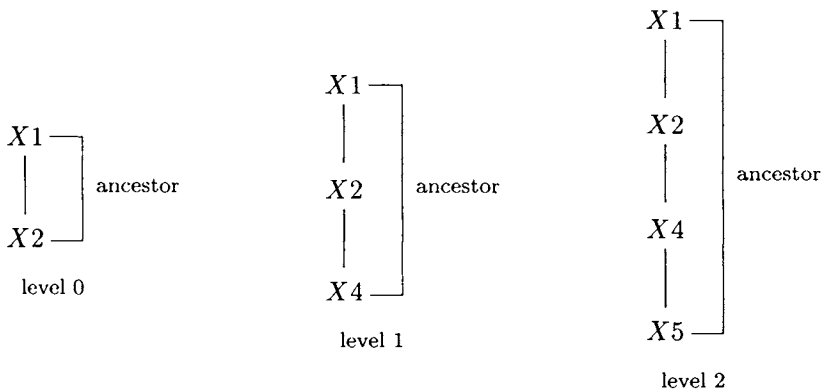 X1
X2
ancestor
level 0
X1
X2
X4
ancestor
level 1
X1
X2
X4
X5
ancestor
level 2